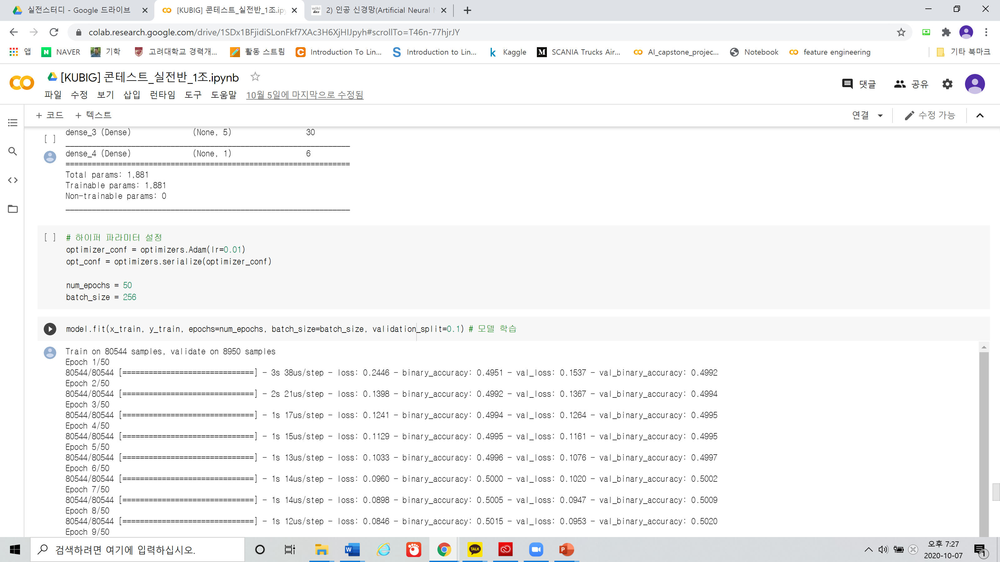 실전스터디 - Google 드라이브
[KUBIG] 콘테스트_실전반_1조.ipy
wiki docs
2) 인공 신경망(Artificial Neural
colab.research.google.com/drive/1SDx1BFjidiSLonFkf7XAc3H6XjHIJpyh#scrollTo=T46n-77hjrJY
앱 NAVER 기학 고려대학교 경력개... 활동 스트림 Introduction To Lin... Introduction to Lin... Kaggle SCANIA Trucks Air... AI_capstone_projec... Notebook feature engineering 기타 북마크
[KUBIG] 콘테스트_실전반_1조.ipynb
댓글 공유
파일 수정 보기 삽입 런타임 도구 도움말 10월 5일에 마지막으로 수정됨
+ 코드 + 텍스트 연결 수정 가능
dense_3 (Dense) (None, 5) 30
[ ]
_________________________________________________________________
dense_4 (Dense) (None, 1) 6
=================================================================
Total params: 1,881
Trainable params: 1,881
Non-trainable params: 0
_________________________________________________________________
[ ] # 하이퍼 파라미터 설정
optimizer_conf = optimizers.Adam(lr=0.01)
opt_conf = optimizers.serialize(optimizer_conf)
num_epochs = 50
batch_size = 256
model.fit(x_train, y_train, epochs=num_epochs, batch_size=batch_size, validation_split=0.1) # 모델 학습
Train on 80544 samples, validate on 8950 samples
Epoch 1/50
80544/80544 [==============================] - 3s 38us/step - loss: 0.2446 - binary_accuracy: 0.4951 - val_loss: 0.1537 - val_binary_accuracy: 0.4992
Epoch 2/50
80544/80544 [==============================] - 2s 21us/step - loss: 0.1398 - binary_accuracy: 0.4992 - val_loss: 0.1367 - val_binary_accuracy: 0.4994
Epoch 3/50
80544/80544 [==============================] - 1s 17us/step - loss: 0.1241 - binary_accuracy: 0.4994 - val_loss: 0.1264 - val_binary_accuracy: 0.4995
Epoch 4/50
80544/80544 [==============================] - 1s 15us/step - loss: 0.1129 - binary_accuracy: 0.4995 - val_loss: 0.1161 - val_binary_accuracy: 0.4995
Epoch 5/50
80544/80544 [==============================] - 1s 13us/step - loss: 0.1033 - binary_accuracy: 0.4996 - val_loss: 0.1076 - val_binary_accuracy: 0.4997
Epoch 6/50
80544/80544 [==============================] - 1s 14us/step - loss: 0.0960 - binary_accuracy: 0.5000 - val_loss: 0.1020 - val_binary_accuracy: 0.5002
Epoch 7/50
80544/80544 [==============================] - 1s 14us/step - loss: 0.0898 - binary_accuracy: 0.5005 - val_loss: 0.0947 - val_binary_accuracy: 0.5009
Epoch 8/50
80544/80544 [==============================] - 1s 12us/step - loss: 0.0846 - binary_accuracy: 0.5015 - val_loss: 0.0953 - val_binary_accuracy: 0.5020
Epoch 9/50
검색하려면 여기에 입력하십시오.
TALK
오후 7:27
2020-10-07
1